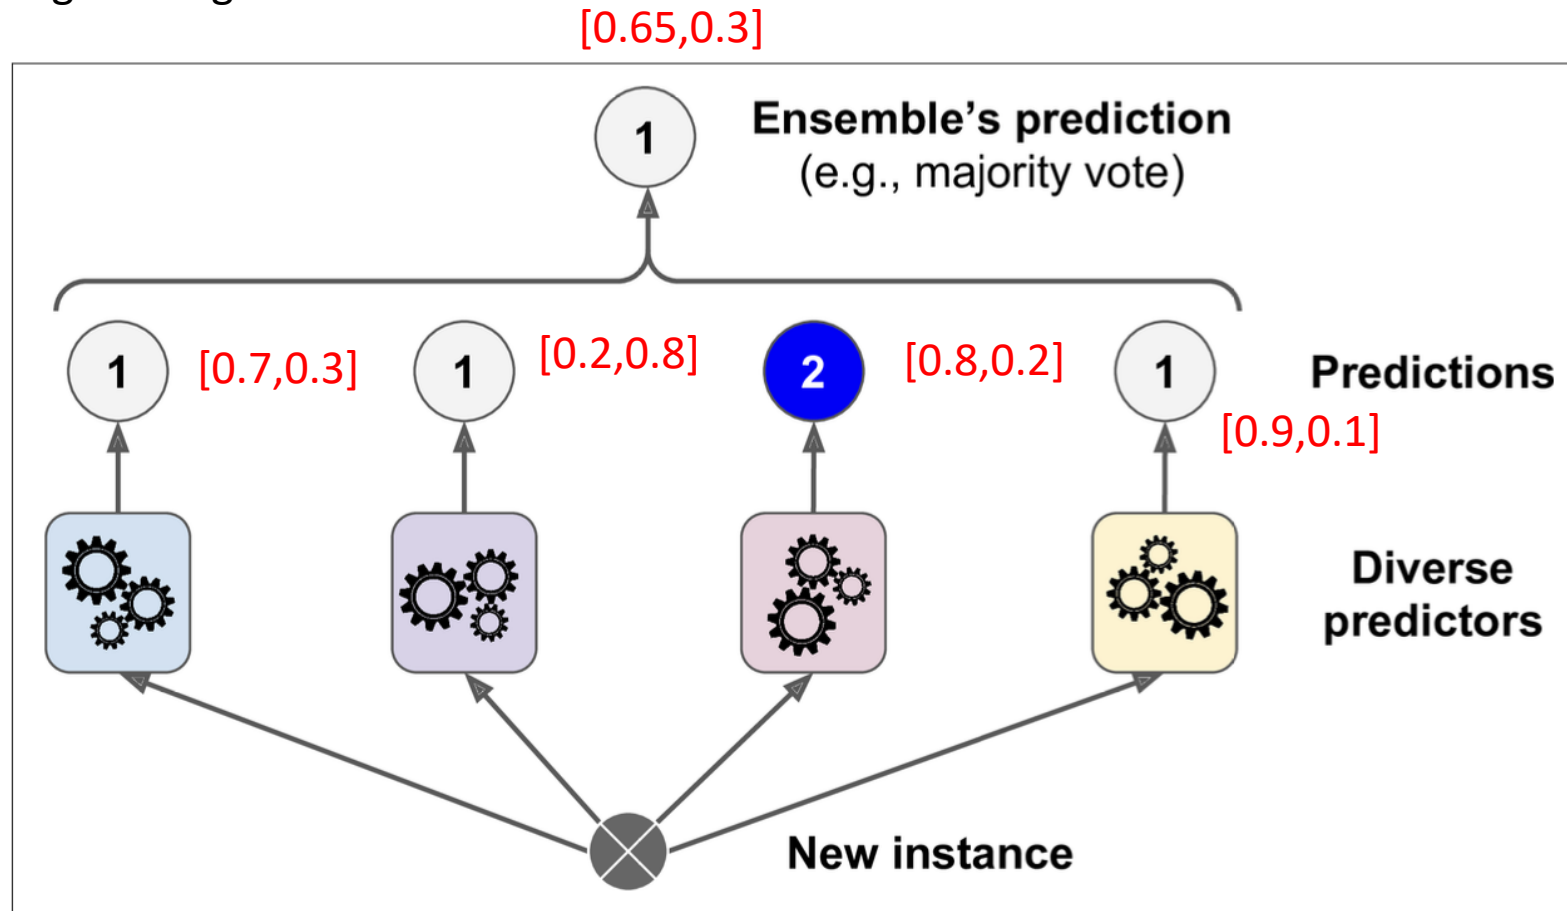 [0.65,0.3]
1
Ensemble's prediction
(e.g., majority vote)
1
[0.7,0.3]
1
[0.2,0.8]
2
[0.8,0.2]
1
Predictions
[0.9,0.1]
Diverse
predictors
New instance